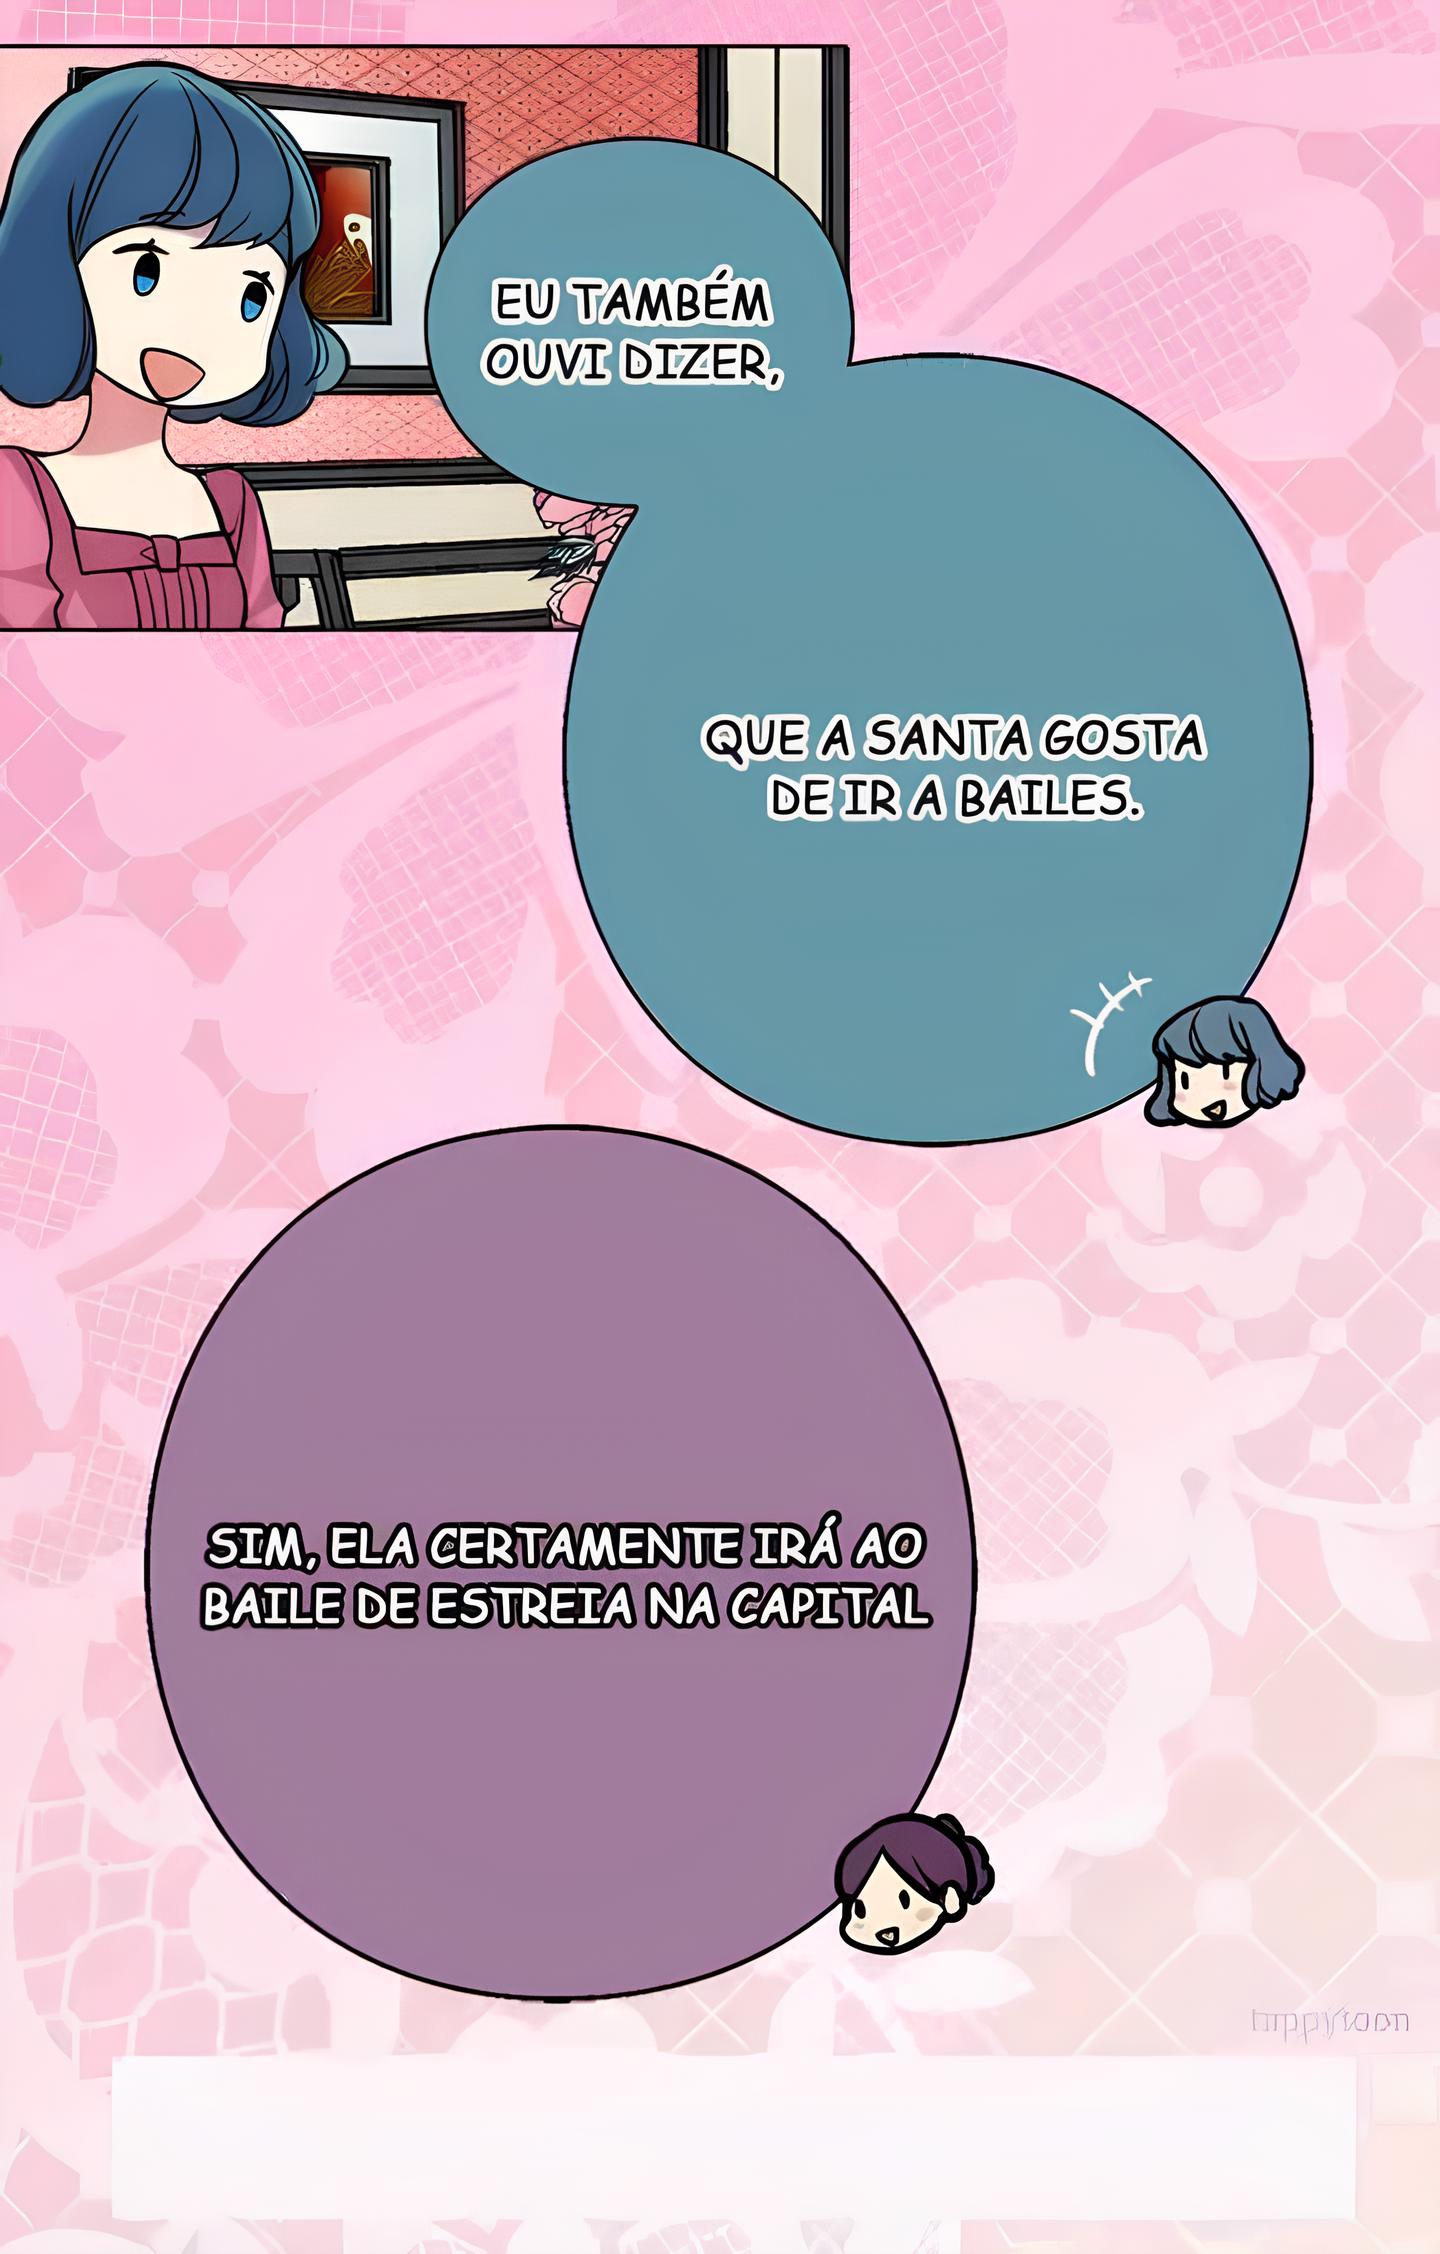 EU TAMBÉM
OUVI DIZER,
QUE A SANTA GOSTA
DE IR A BAILES.
SIM, ELA CERTAMENTE IRÁ AO
BAILE DE ESTREIA NA CAPITAL